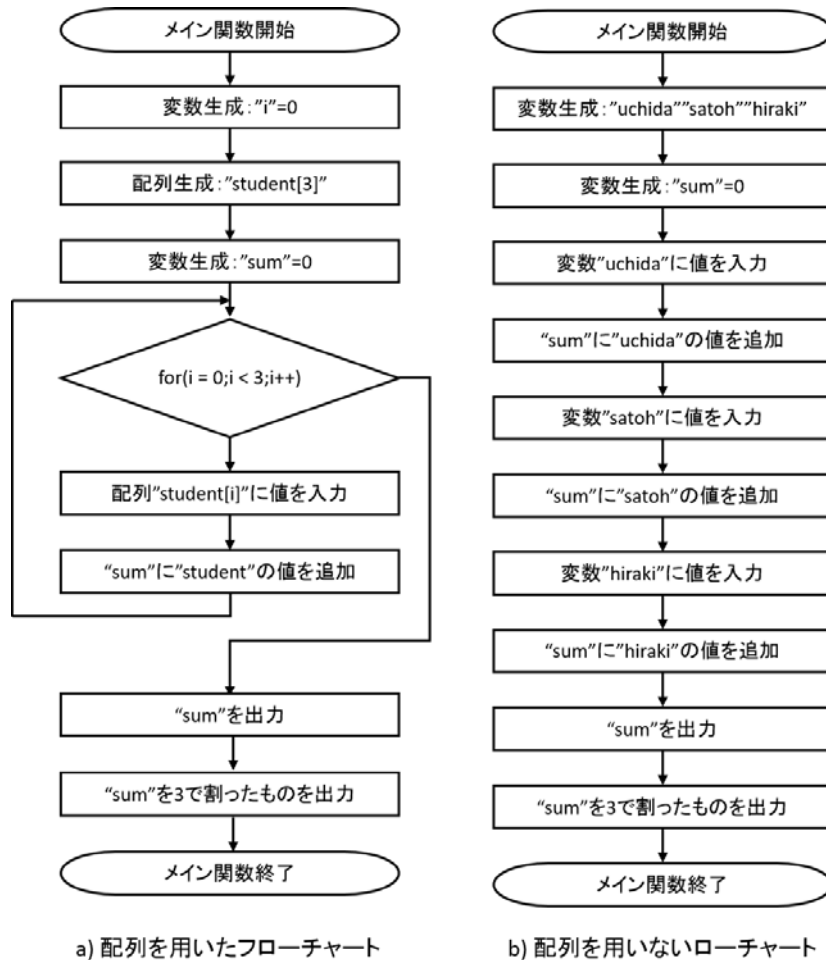 メイン関数開始
変数生成:”i”=0
配列生成:”student[3]”
変数生成:”sum”=0
for(i = 0;i < 3;i++)
配列”student[i]”に値を入力
“sum”に”student”の値を追加
“sum”を出力
“sum”を3で割ったものを出力
メイン関数終了
a) 配列を用いたフローチャート
メイン関数開始
変数生成:”uchida””satoh””hiraki”
変数生成:”sum”=0
変数”uchida”に値を入力
“sum”に”uchida”の値を追加
変数”satoh”に値を入力
“sum”に”satoh”の値を追加
変数”hiraki”に値を入力
“sum”に”hiraki”の値を追加
“sum”を出力
“sum”を3で割ったものを出力
メイン関数終了
b) 配列を用いないローチャート